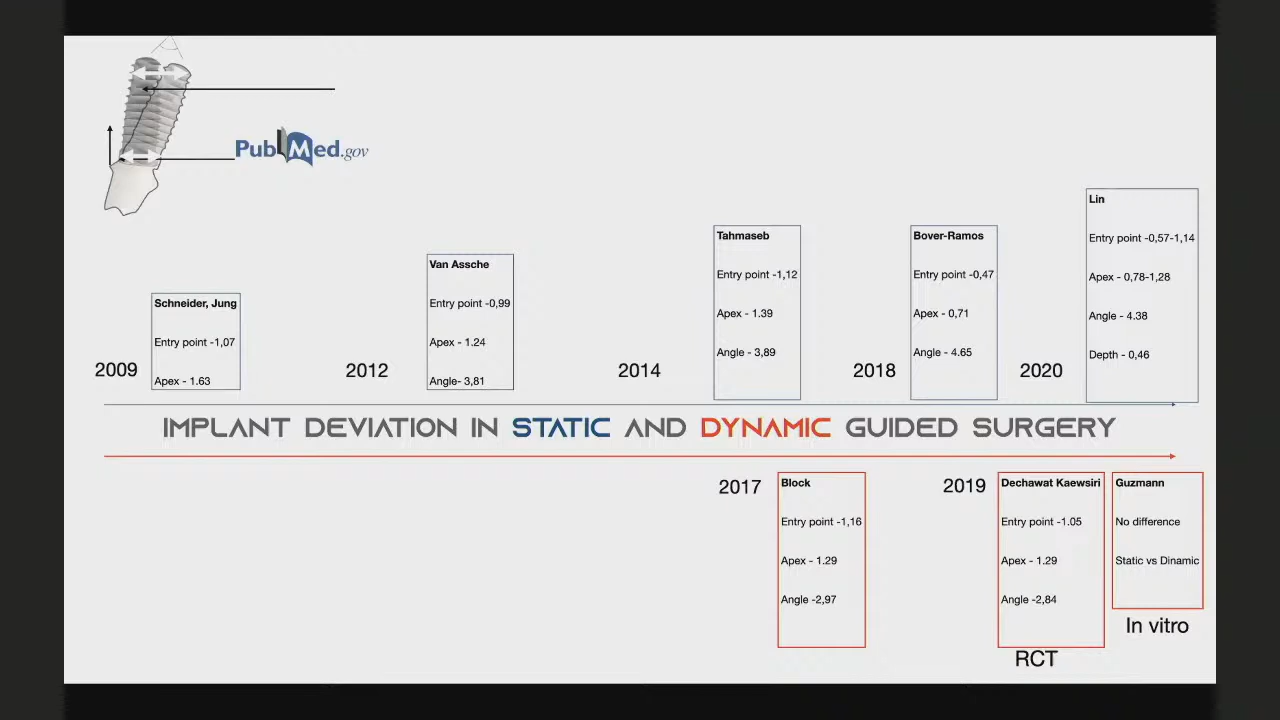 PubMed.gov
2009
Schneider, Jung
Entry point -1,07
Apex - 1.63
2012
Van Assche
Entry point -0,99
Apex - 1.24
Angle- 3,81
2014
Tahmaseb
Entry point -1,12
Apex - 1.39
Angle - 3,89
2018
Bover-Ramos
Entry point -0,47
Apex - 0,71
Angle - 4.65
2020
Lin
Entry point -0,57-1,14
Apex - 0,78-1,28
Angle - 4.38
Depth - 0,46
IMPLANT DEVIATION IN STATIC AND DYNAMIC GUIDED SURGERY
2017
Block
Entry point -1,16
Apex - 1.29
Angle -2,97
2019
Dechawat Kaewsiri
Entry point -1.05
Apex - 1.29
Angle -2,84
RCT
Guzmann
No difference
Static vs Dinamic
In vitro